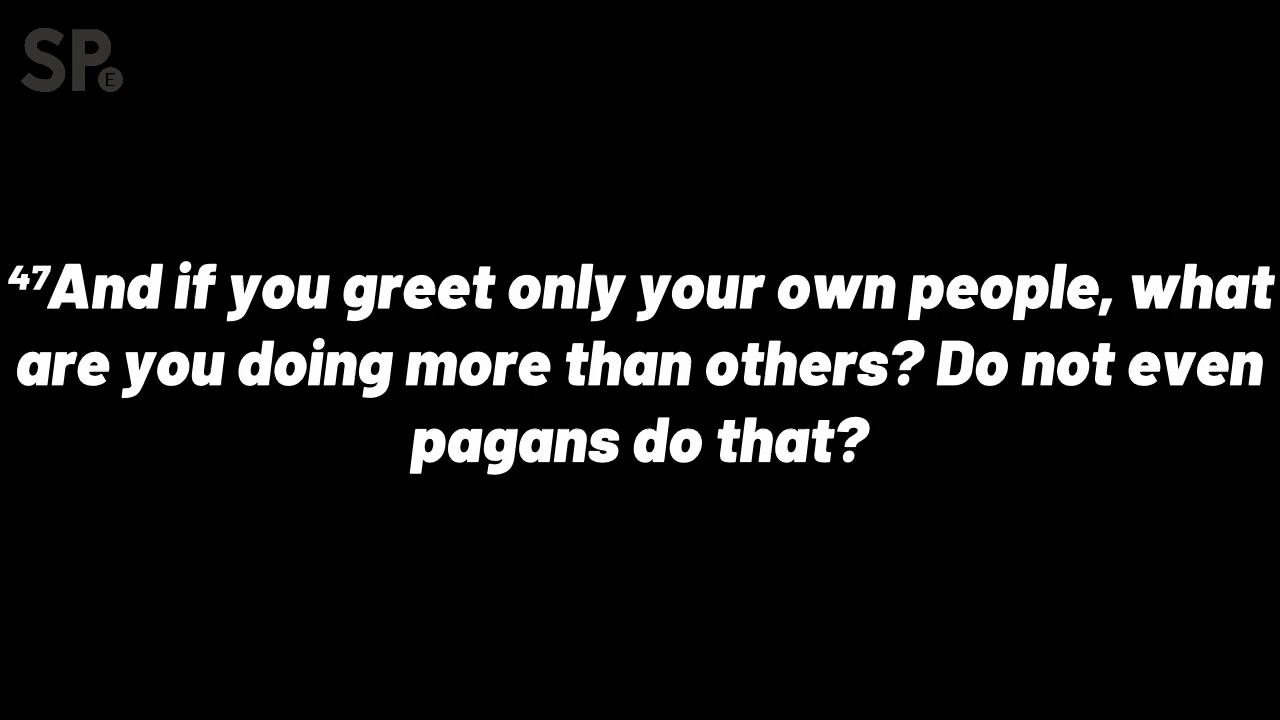 SP
E
⁴⁷And if you greet only your own people, what
are you doing more than others? Do not even
pagans do that?